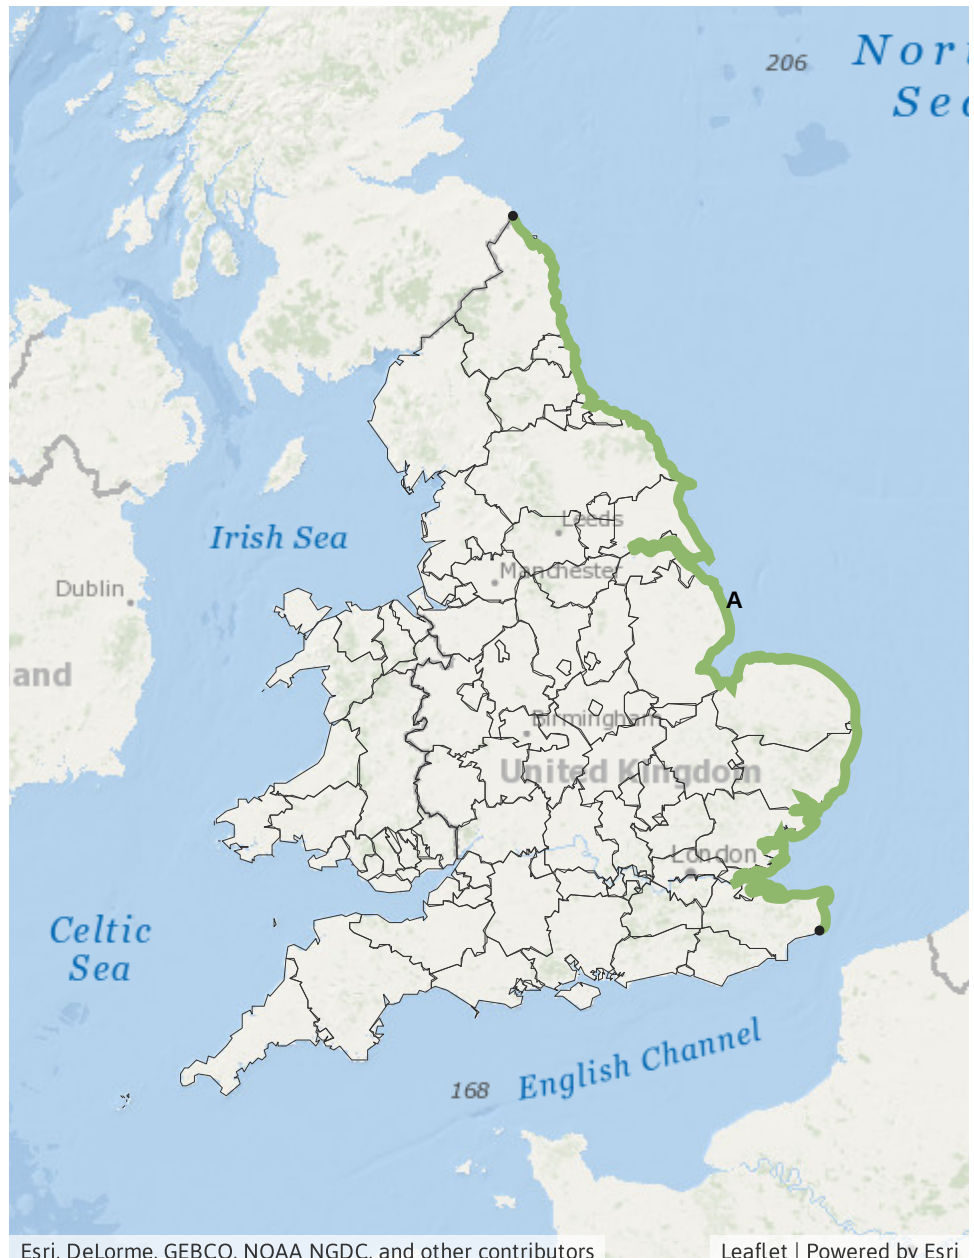 206
Nor
Sea
Leeds
Irish Sea
Manchester
Dublin
A
and
Birmingham
United Kingdom
London
Celtic
Sea
English Channel
168
Esri, DeLorme, GEBCO, NOAA NGDC, and other contributors
Leaflet | Powered by Esri